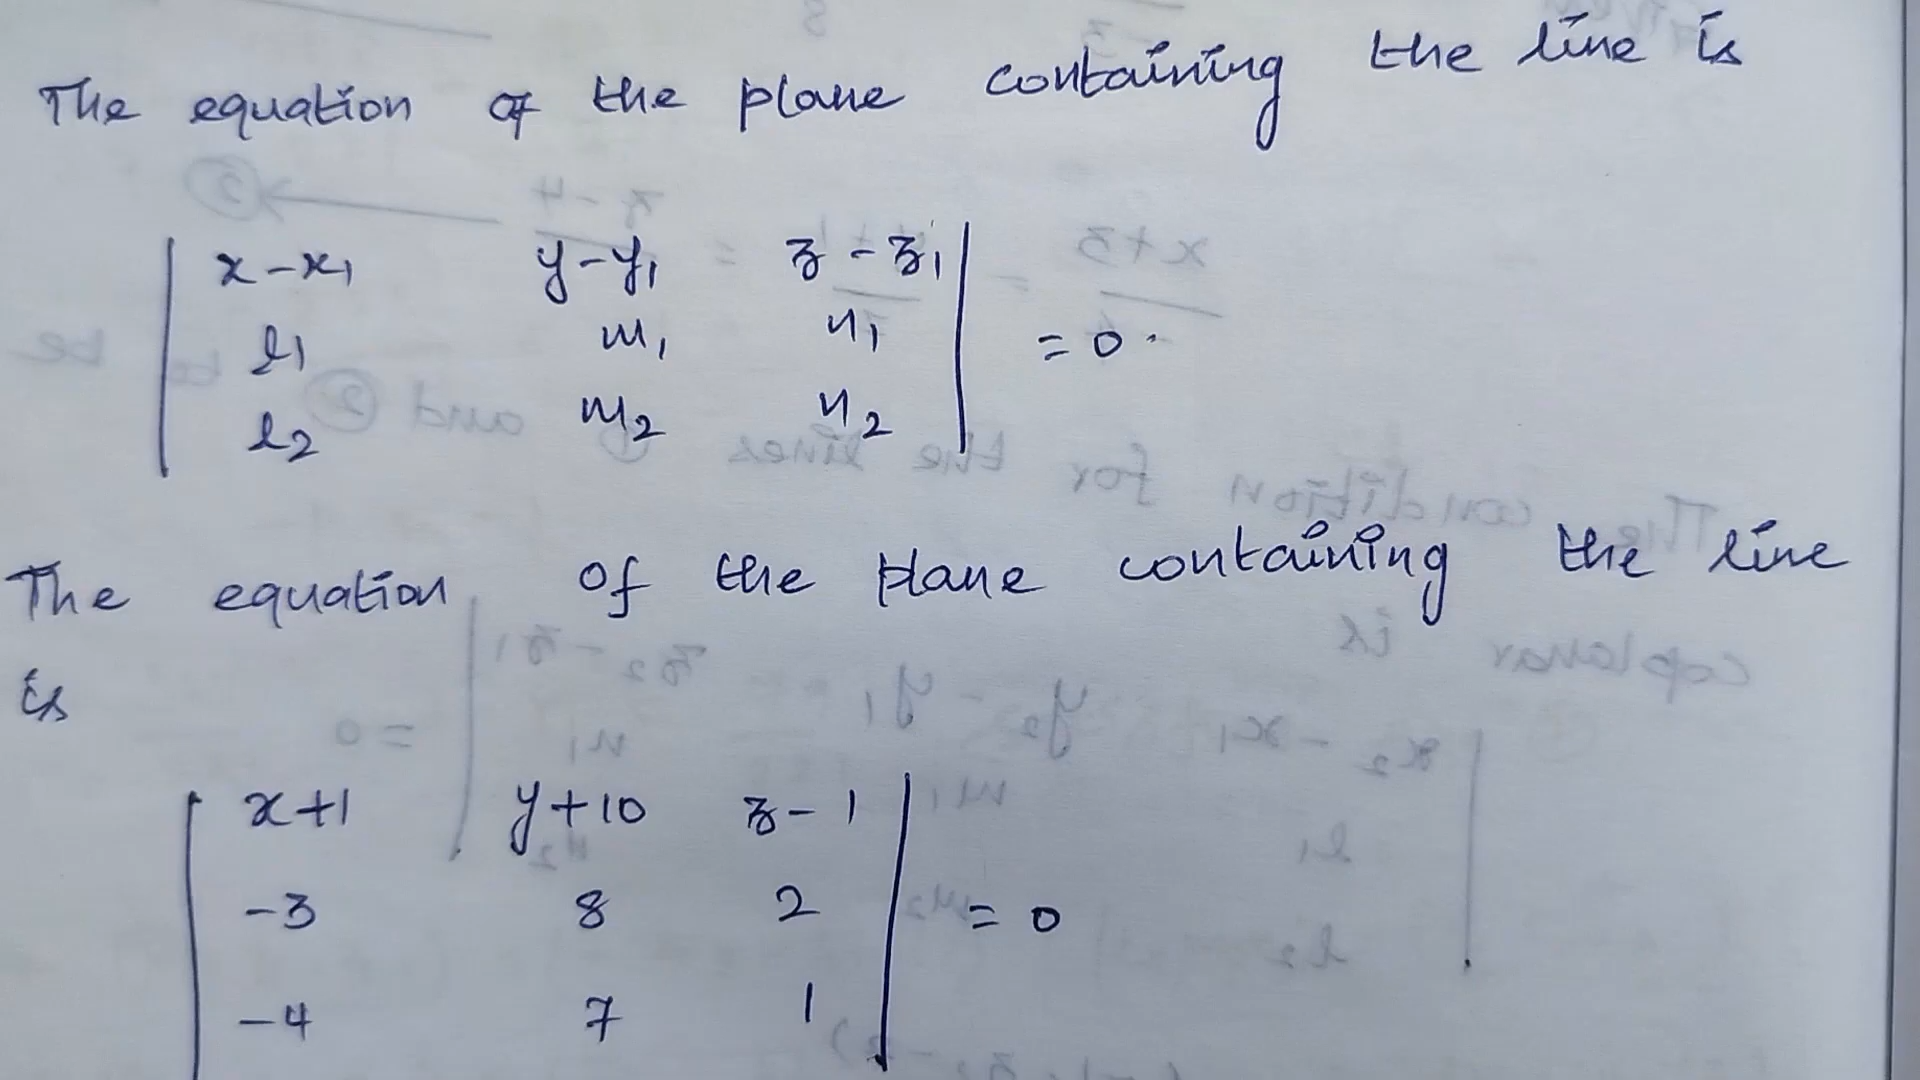 The equation of the plane containing the line is
| x-x₁ y-y₁ z-z₁ |
| l₁ m₁ n₁ | = 0.
| l₂ m₂ n₂ |
The equation of the plane containing the line
is
| x+1 y+10 z-1 |
| -3 8 2 | = 0
| -4 7 1 |